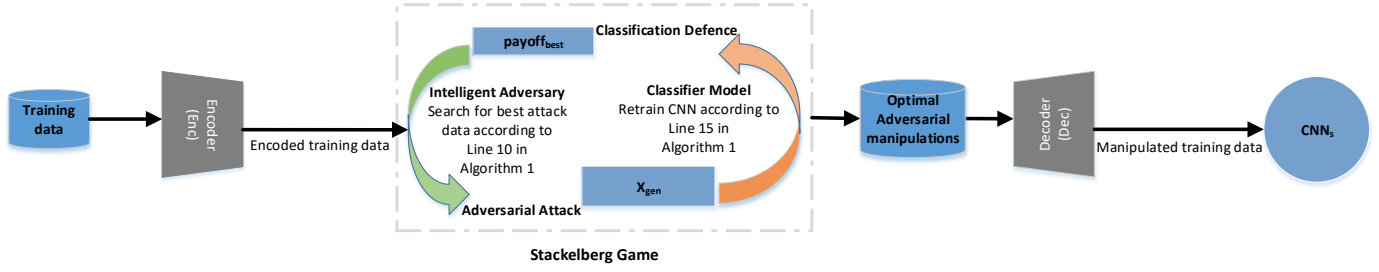 Training
data
Encoder
(Enc)
Encoded training data
payoff_best
Classification Defence
Intelligent Adversary
Search for best attack
data according to
Line 10 in
Algorithm 1
Classifier Model
Retrain CNN according to
Line 15 in
Algorithm 1
X_gen
Adversarial Attack
Stackelberg Game
Optimal
Adversarial
manipulations
Decoder
(Dec)
Manipulated training data
CNN_s